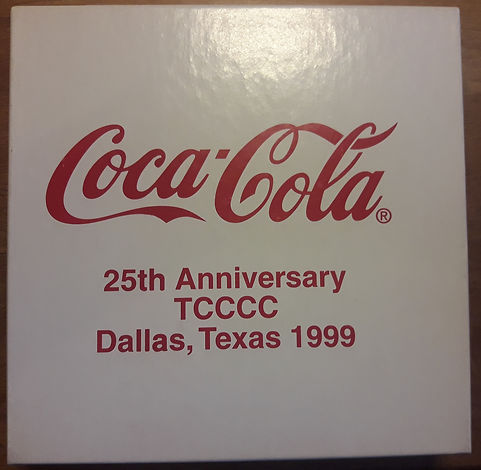 Coca-Cola®
25th Anniversary
TCCCC
Dallas, Texas 1999